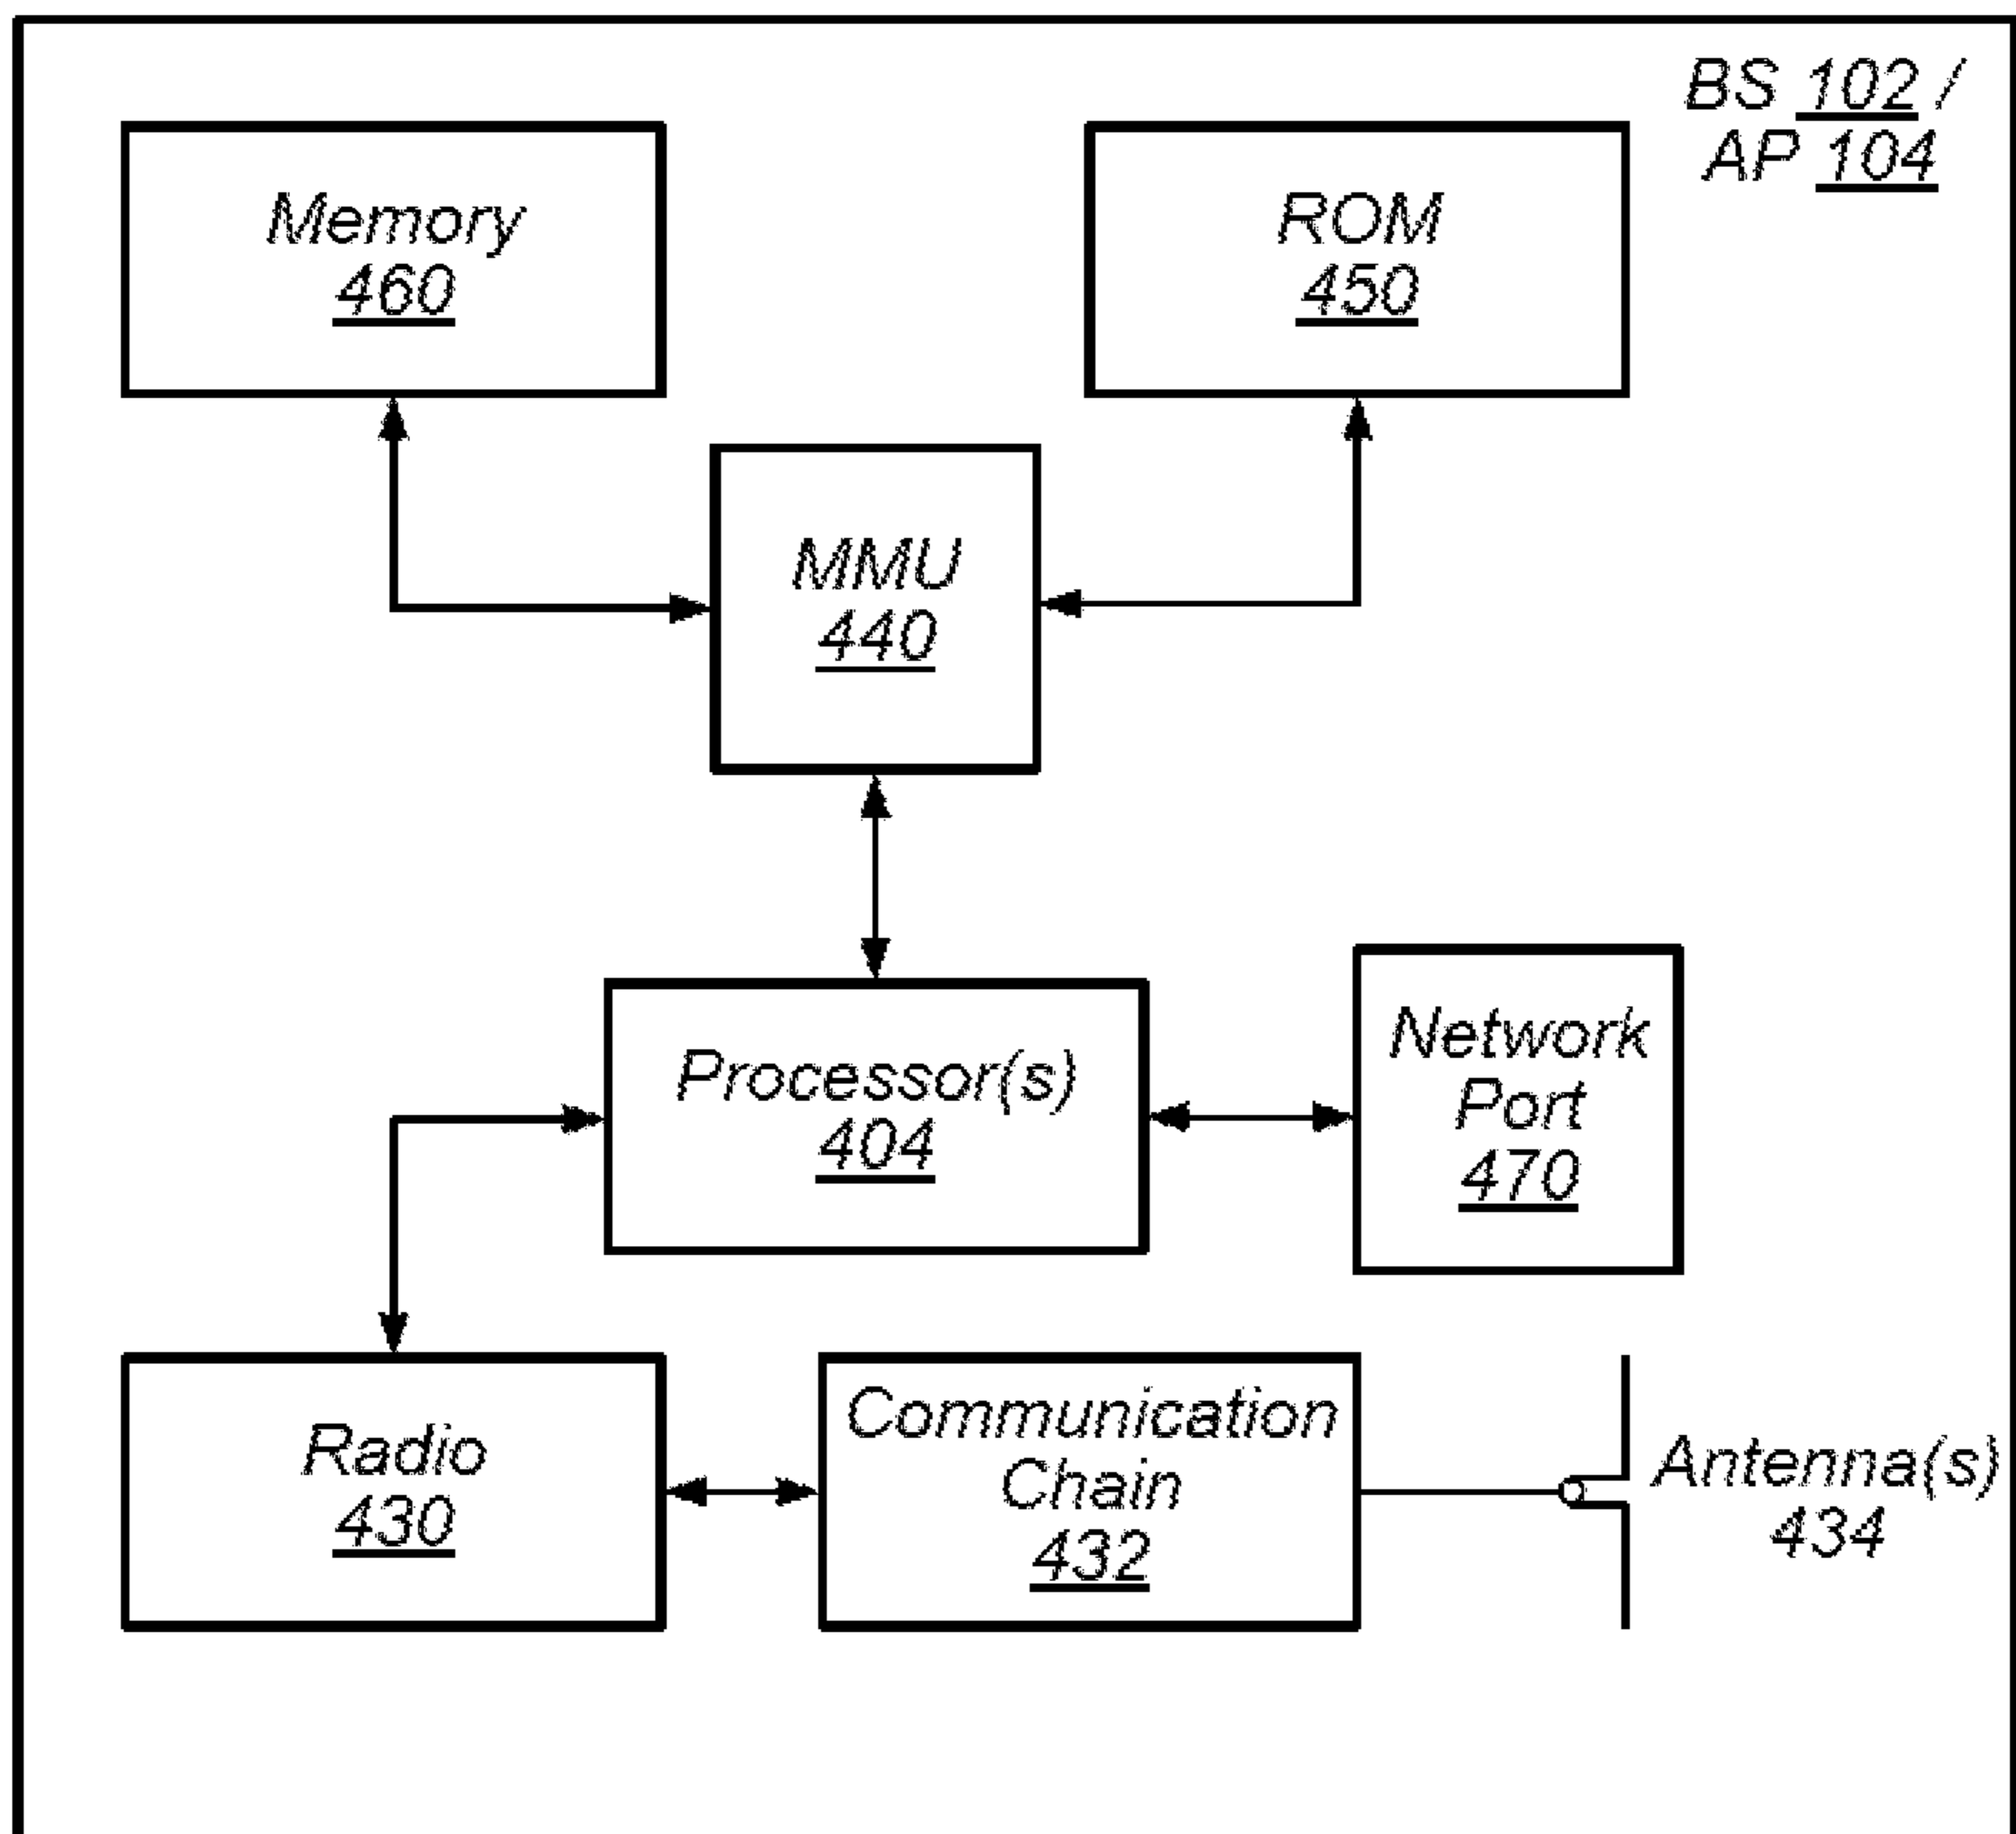 BS 102 /
AP 104
Memory
460
ROM
450
MMU
440
Processor(s)
404
Network
Port
470
Radio
430
Communication
Chain
432
Antenna(s)
434